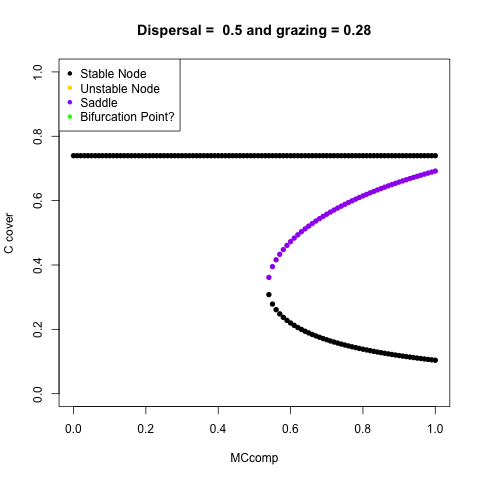 Dispersal =  0.5 and grazing = 0.28
Stable Node
Unstable Node
Saddle
Bifurcation Point?
C cover
1.0
0.8
0.6
0.4
0.2
0.0
0.0 0.2 0.4 0.6 0.8 1.0
MCcomp